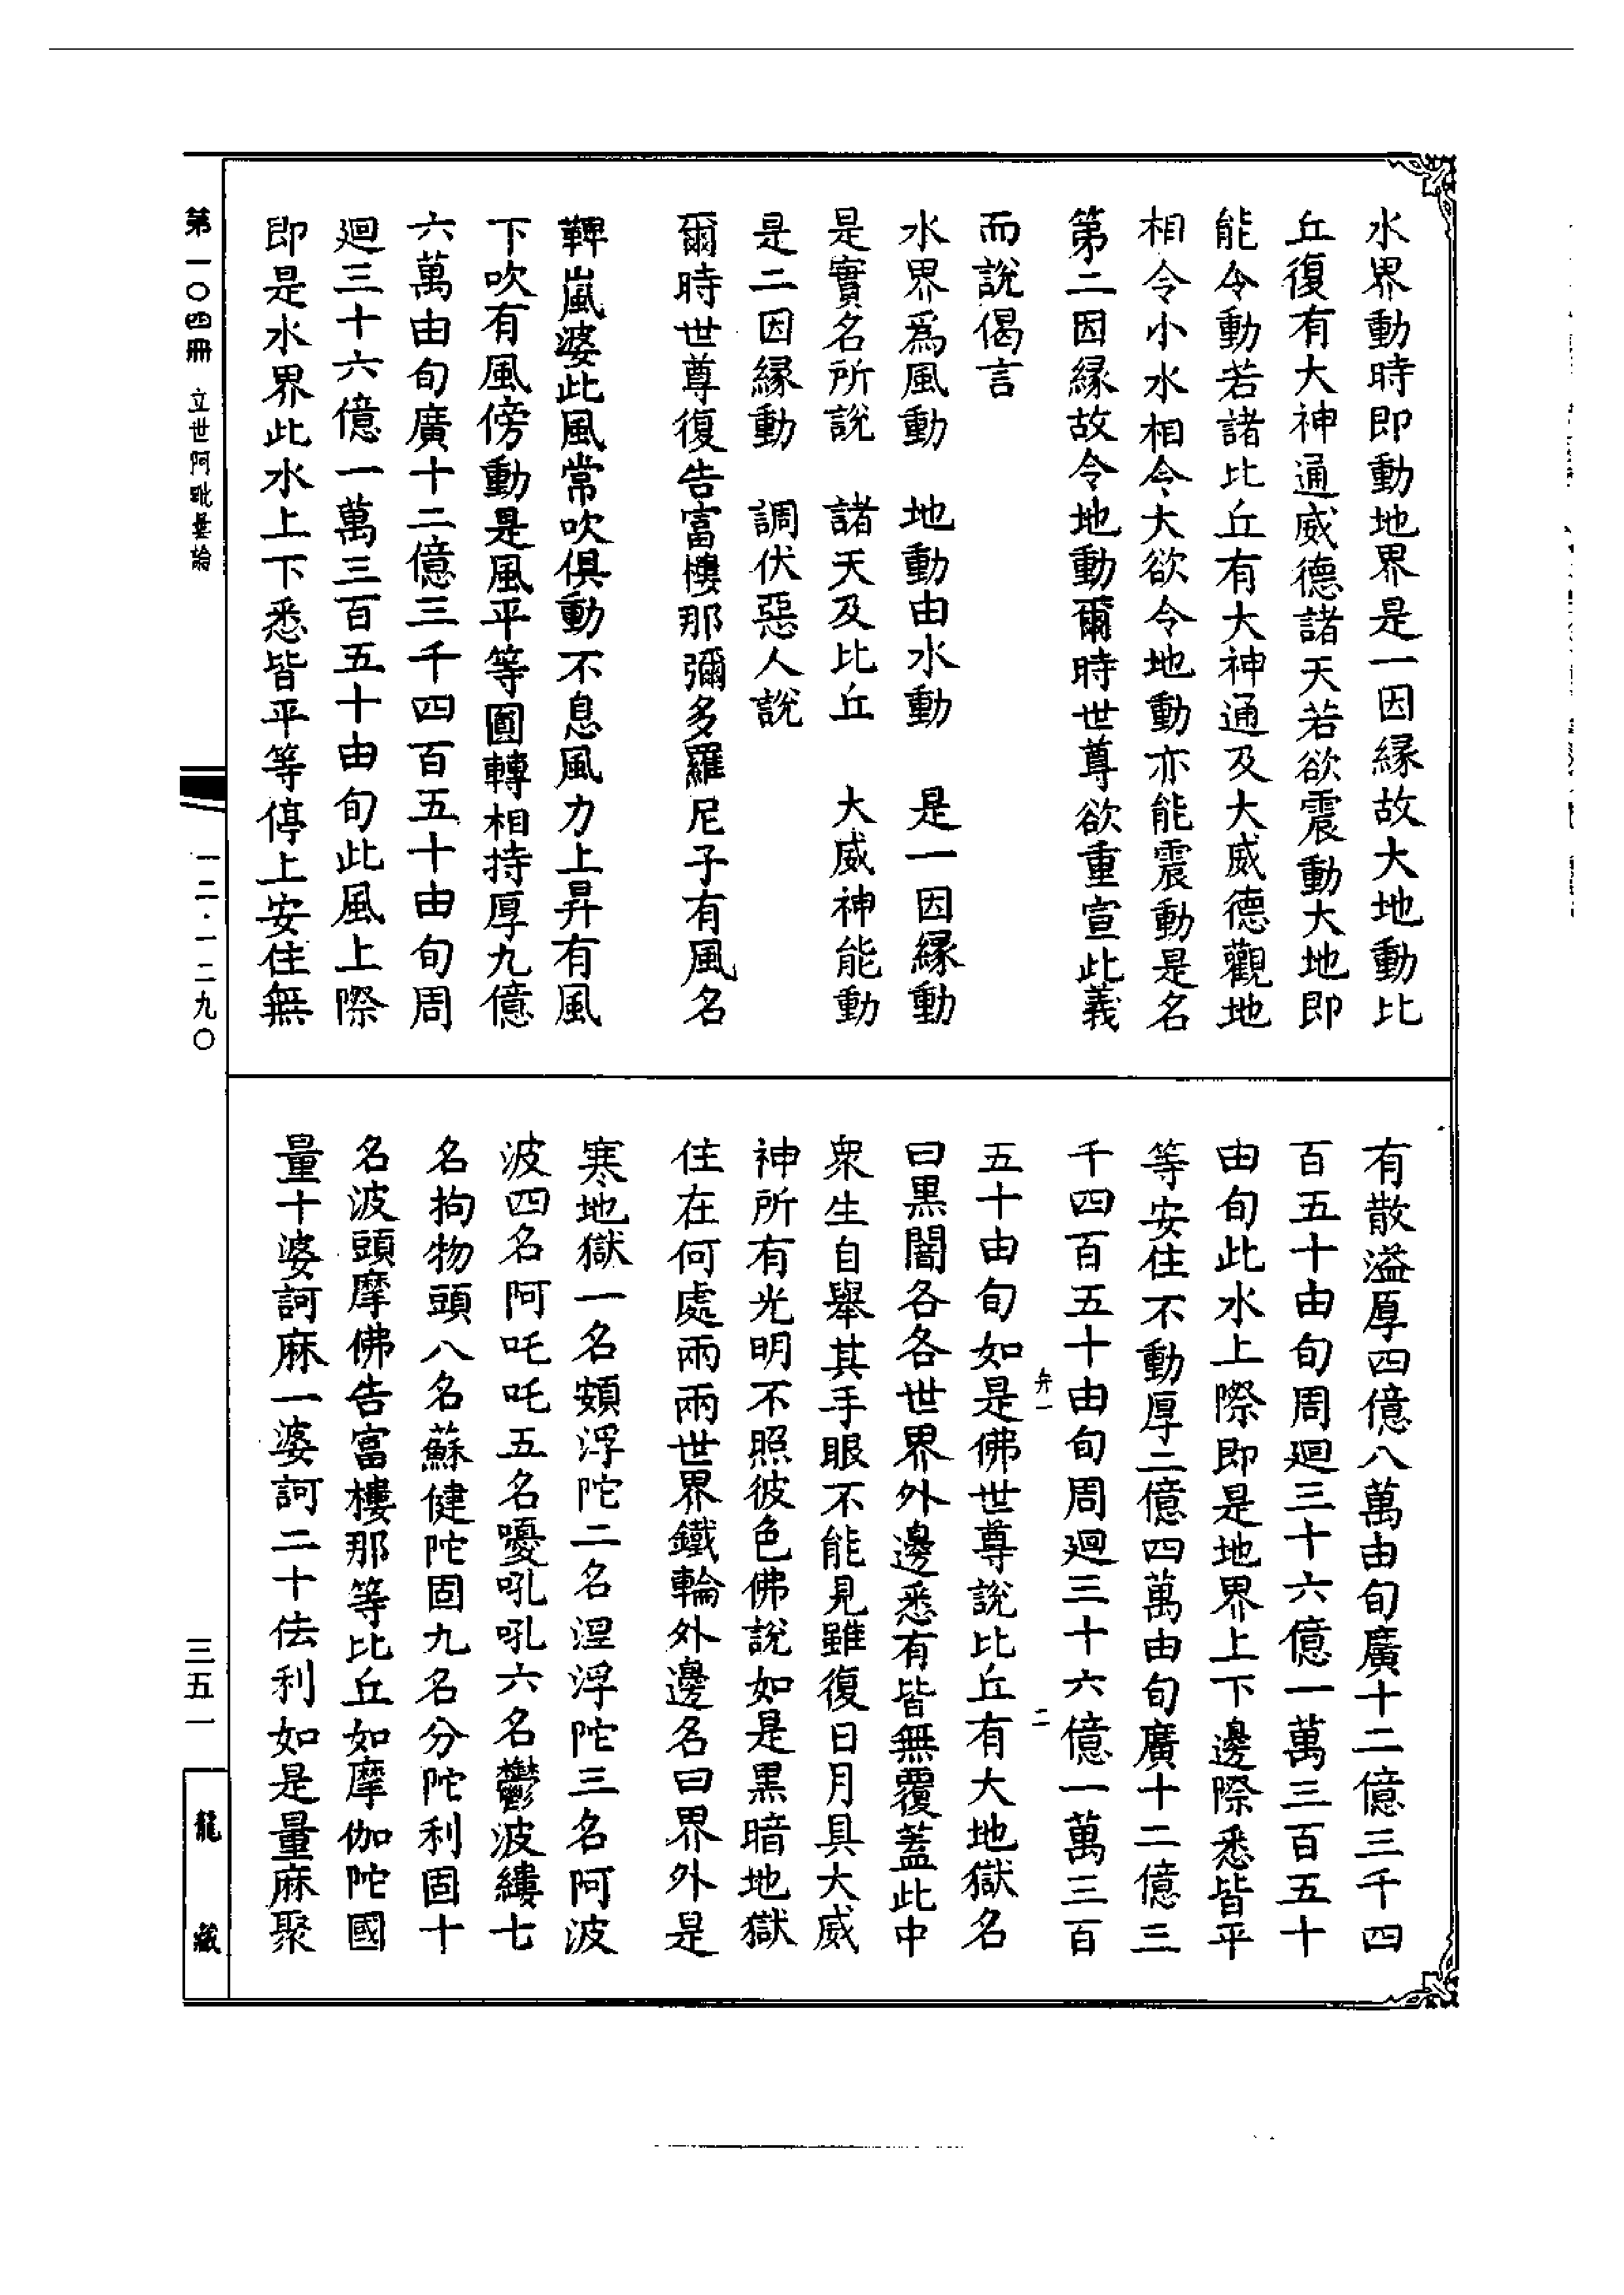 水界動時即動地界是一因緣故大地動比
丘復有大神通威德諸天若欲震動大地即
能令動若諸比丘有大神通及大威德觀地
相令小水相令大欲令地動亦能震動是名
第二因緣故令地動爾時世尊欲重宣此義
而說偈言
水界為風動　地動由水動　是一因緣動
是實名所說　諸天及比丘　大威神能動
是二因緣動　調伏惡人說
爾時世尊復告富樓那彌多羅尼子有風名
鞞嵐婆此風常吹俱動不息風力上昇有風
下吹有風傍動是風平等圓轉相持厚九億
六萬由旬廣十二億三千四百五十由旬周
迴三十六億一萬三百五十由旬此風上際
即是水界此水上下悉皆平等停上安住無
有散溢厚四億八萬由旬廣十二億三千四
百五十由旬周迴三十六億一萬三百五十
由旬此水上際即是地界上下邊際悉皆平
等安住不動厚二億四萬由旬廣十二億三
千四百五十由旬周迴三十六億一萬三百
弁一　二
五十由旬如是佛世尊說比丘有大地獄名
曰黑闇各各世界外邊悉有皆無覆蓋此中
眾生自舉其手眼不能見雖復日月具大威
神所有光明不照彼色佛說如是黑暗地獄
住在何處兩兩世界鐵輪外邊名曰界外是
寒地獄一名頞浮陀二名涅浮陀三名阿波
波四名阿吒吒五名嚘吼吼六名鬱波縷七
名拘物頭八名蘇健陀固九名分陀利固十
名波頭摩佛告富樓那等比丘如摩伽陀國
量十婆訶麻一婆訶二十佉利如是量麻聚
第一〇四冊　立世阿毗曇論
一二·一二九〇
三五一
龍藏